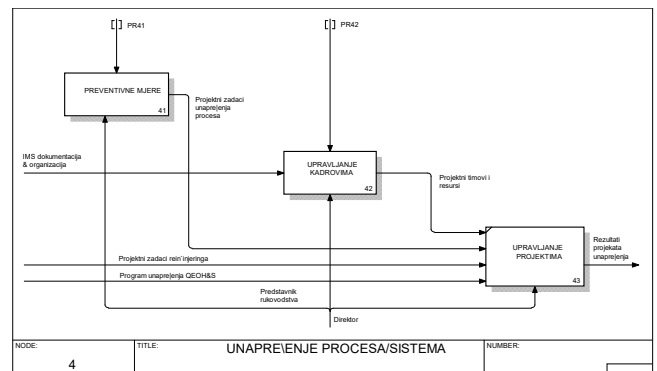 [ ] PR41
[ ] PR42
PREVENTIVNE MJERE
41
Projektni zadaci
unapre|enja
procesa
IMS dokumentacija
& organizacija
UPRAVLJANJE
KADROVIMA
42
Projektni timovi i
resursi
UPRAVLJANJE
PROJEKTIMA
43
Rezultati
projekata
unapre|enja
Projektni zadaci rein`injeringa
Program unapre|enja QEOH&S
Predstavnik
rukovodstva
Direktor
NODE:
4
TITLE:
UNAPRE\ENJE PROCESA/SISTEMA
NUMBER: